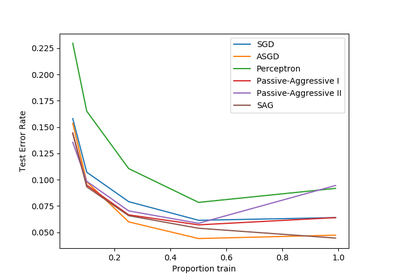 0.225
0.200
0.175
0.150
0.125
0.100
0.075
0.050
Test Error Rate
SGD
ASGD
Perceptron
Passive-Aggressive I
Passive-Aggressive II
SAG
0.2 0.4 0.6 0.8 1.0
Proportion train